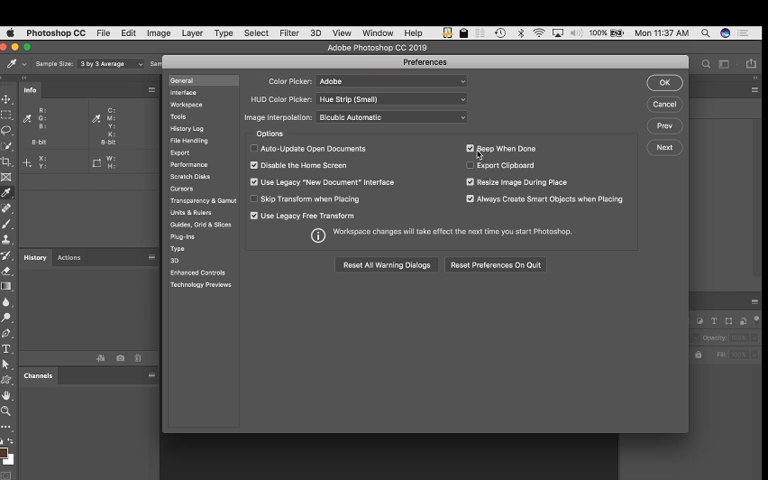 Photoshop CC File Edit Image Layer Type Select Filter 3D View Window Help 100% Mon 11:37 AM
Adobe Photoshop CC 2019
Sample Size: 3 by 3 Average
Preferences
Info
R:
G:
B:
8-bit
C:
M:
Y:
K:
8-bit
X:
Y:
W:
H:
History Actions
Channels
General
Interface
Workspace
Tools
History Log
File Handling
Export
Performance
Scratch Disks
Cursors
Transparency & Gamut
Units & Rulers
Guides, Grid & Slices
Plug-Ins
Type
3D
Enhanced Controls
Technology Previews
Color Picker: Adobe
HUD Color Picker: Hue Strip (Small)
Image Interpolation: Bicubic Automatic
Options
Auto-Update Open Documents
Beep When Done
Disable the Home Screen
Export Clipboard
Use Legacy “New Document” Interface
Resize Image During Place
Skip Transform when Placing
Always Create Smart Objects when Placing
Use Legacy Free Transform
Workspace changes will take effect the next time you start Photoshop.
Reset All Warning Dialogs
Reset Preferences On Quit
OK
Cancel
Prev
Next
Opacity:
Fill: